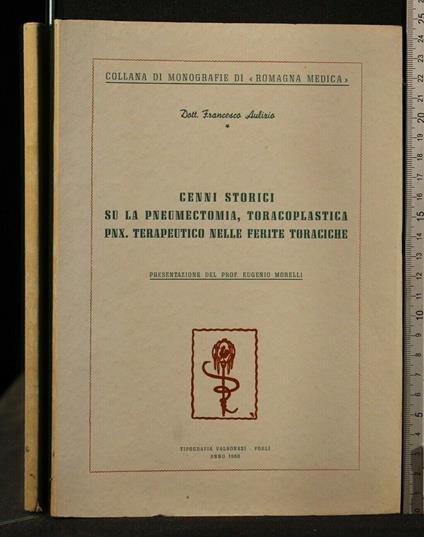 COLLANA DI MONOGRAFIE DI « ROMAGNA MEDICA »
Dott. Francesco Aulizio
*
CENNI STORICI
SU LA PNEUMECTOMIA, TORACOPLASTICA
PNX. TERAPEUTICO NELLE FERITE TORACICHE
PRESENTAZIONE DEL PROF. EUGENIO MORELLI
TIPOGRAFIA VALBONESI - FORLÌ